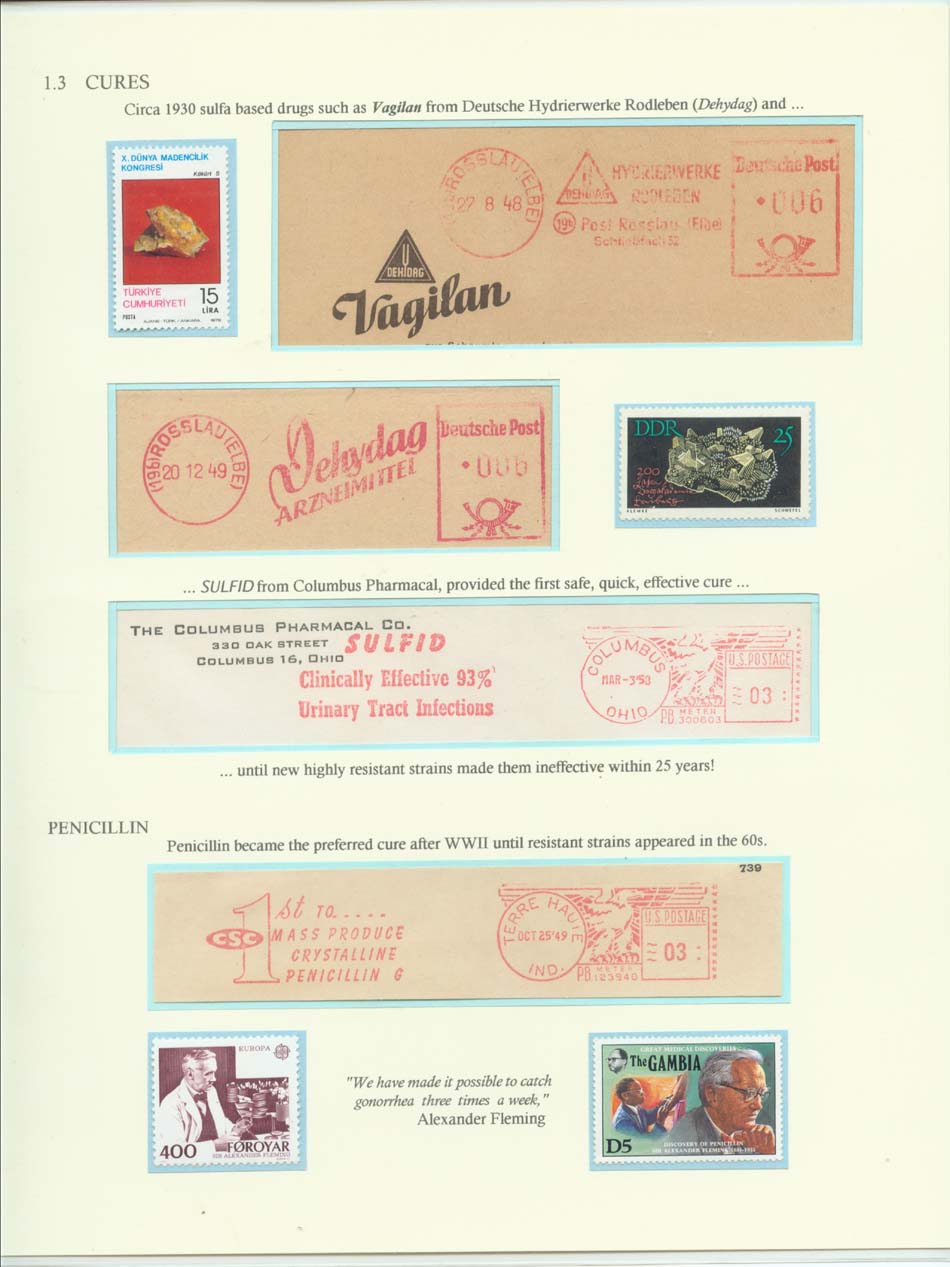 1.3 CURES
Circa 1930 sulfa based drugs such as Vagilan from Deutsche Hydrierwerke Rodleben (Dehydag) and ...
X. DÜNYA MADENCİLİK
KONGRESİ
Kükürt S
TÜRKİYE
CUMHURİYETİ
15
LİRA
POSTA
ROSSLAU (ELBE)
27 8 48
DEHYDAG
HYDRIERWERKE
RODLEBEN
(19b) Post Rosslau (Elbe)
Schließfach 32
Deutsche Post
006
DEHYDAG
Vagilan
(19b) ROSSLAU (ELBE)
20 12 49
Dehydag
ARZNEIMITTEL
Deutsche Post
006
DDR 25
200
Jahre
Bergakademie
Freiberg
SCHWEFEL
... SULFID from Columbus Pharmacal, provided the first safe, quick, effective cure ...
THE COLUMBUS PHARMACAL CO.
330 OAK STREET
COLUMBUS 16, OHIO
SULFID
Clinically Effective 93%
Urinary Tract Infections
COLUMBUS
OHIO
U.S. POSTAGE
03
P.B. METER
300603
... until new highly resistant strains made them ineffective within 25 years!
PENICILLIN
Penicillin became the preferred cure after WWII until resistant strains appeared in the 60s.
739
1st TO.....
CSC
MASS PRODUCE
CRYSTALLINE
PENICILLIN G
TERRE HAUTE
OCT 25 '49
IND.
U.S. POSTAGE
03
P.B. METER
123940
EUROPA
400
FØROYAR
SIR ALEXANDER FLEMING
"We have made it possible to catch
gonorrhea three times a week,"
Alexander Fleming
GREAT MEDICAL DISCOVERIES
The GAMBIA
D5
DISCOVERY OF PENICILLIN
SIR ALEXANDER FLEMING 1881-1955